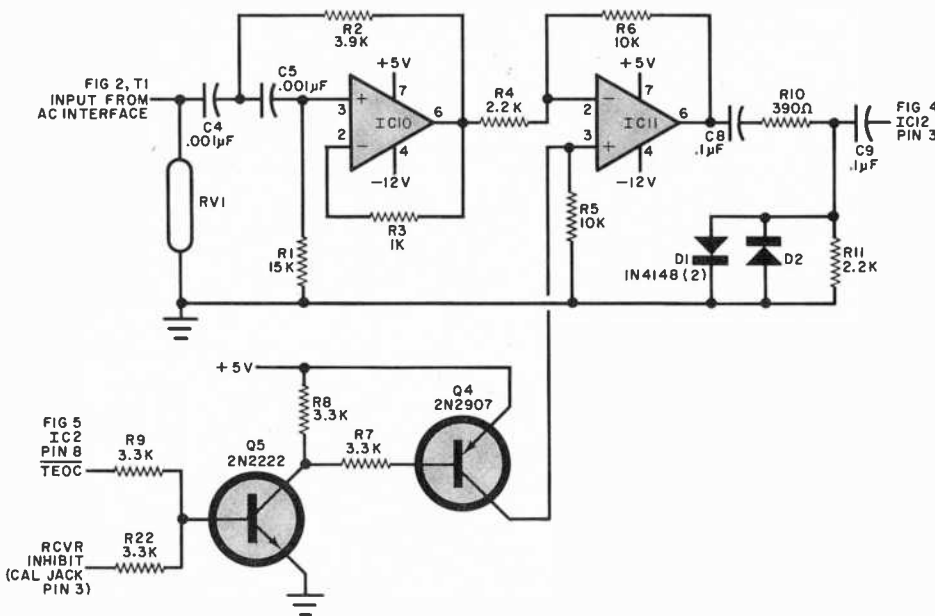 R2
3.9K
R6
10K
FIG 2, T1
INPUT FROM
AC INTERFACE
C5
.001µF
+5V
7
3
+
IC10
6
2
-
4
-12V
C4
.001µF
R4
2.2K
+5V
7
2
-
IC11
6
3
+
4
-12V
C8
.1µF
R10
390Ω
FIG 4
IC12
PIN 3
C9
.1µF
RV1
R1
15K
R3
1K
R5
10K
D1
IN4148 (2)
D2
R11
2.2K
+5V
R8
3.3K
R7
3.3K
Q4
2N2907
FIG 5
IC2
PIN 8
TEOC
R9
3.3K
Q5
2N2222
RCVR
INHIBIT
(CAL JACK
PIN 3)
R22
3.3K